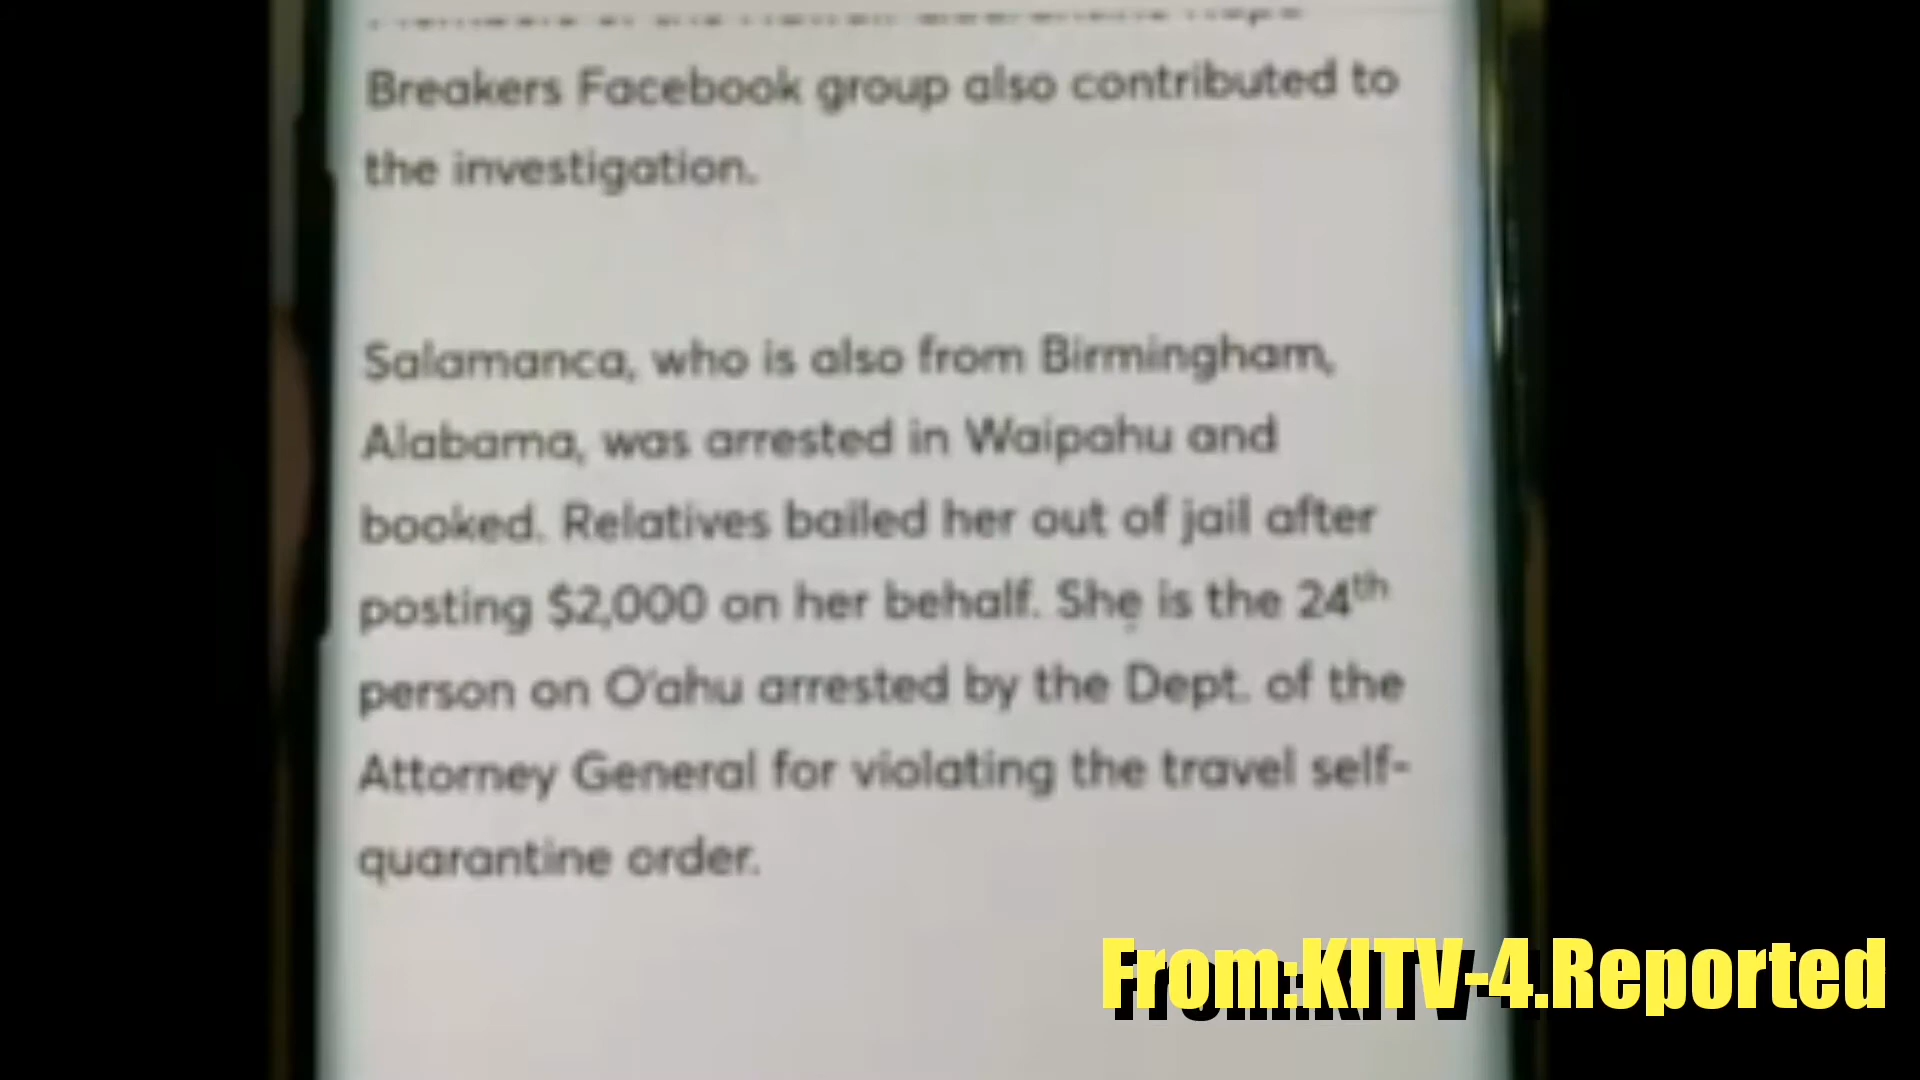 Breakers Facebook group also contributed to
the investigation.
Salamanca, who is also from Birmingham,
Alabama, was arrested in Waipahu and
booked. Relatives bailed her out of jail after
posting $2,000 on her behalf. She is the 24th
person on O'ahu arrested by the Dept. of the
Attorney General for violating the travel self-
quarantine order.
From:KITV-4.Reported